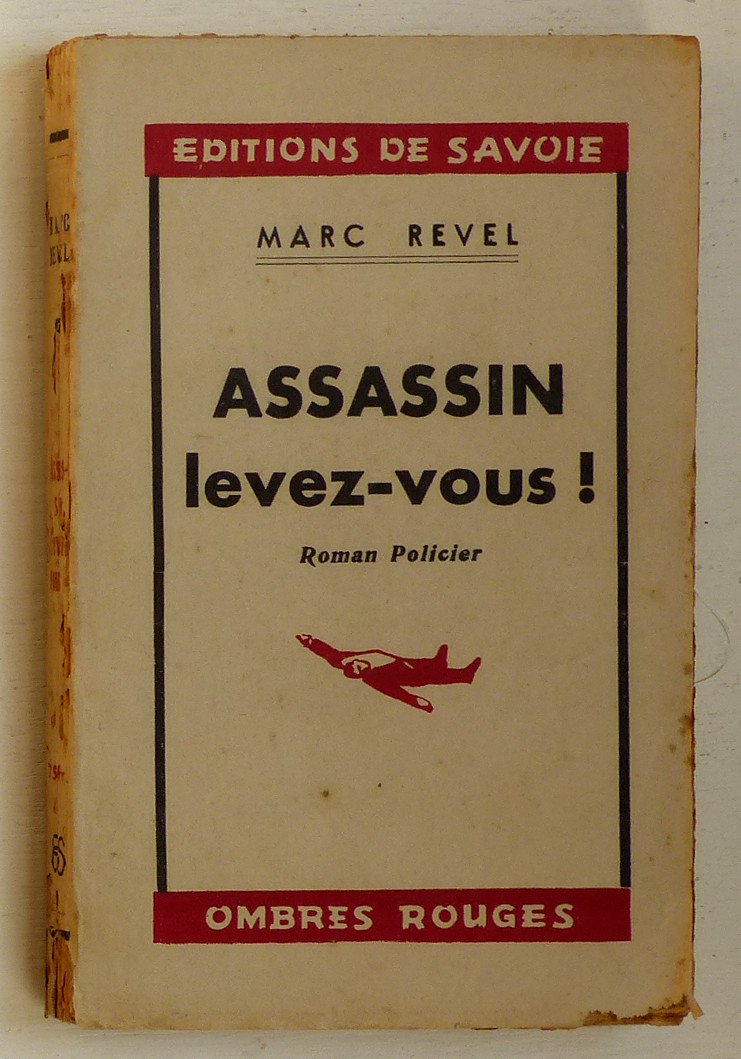 EDITIONS DE SAVOIE
MARC REVEL
ASSASSIN
levez-vous !
Roman Policier
OMBRES ROUGES